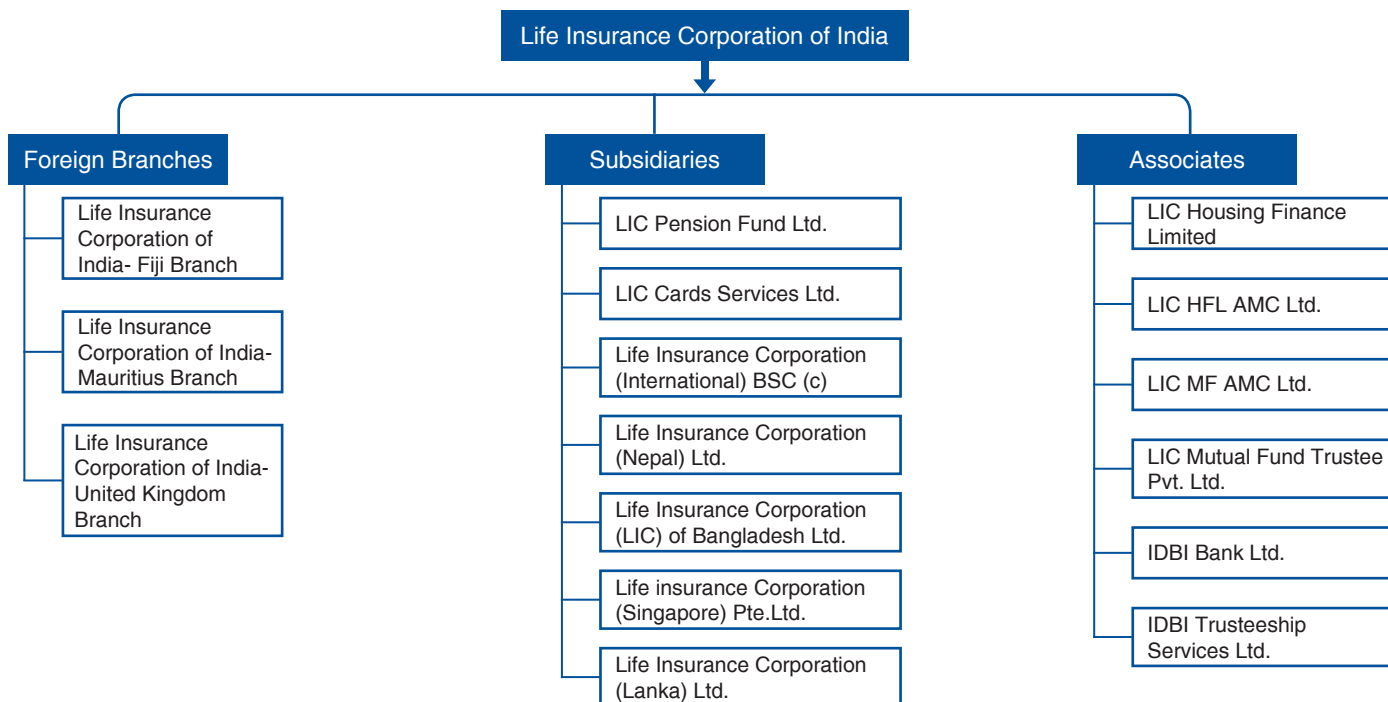 Life Insurance Corporation of India
Foreign Branches
Life Insurance
Corporation of
India- Fiji Branch
Life Insurance
Corporation of India-
Mauritius Branch
Life Insurance
Corporation of India-
United Kingdom
Branch
Subsidiaries
LIC Pension Fund Ltd.
LIC Cards Services Ltd.
Life Insurance Corporation
(International) BSC (c)
Life Insurance Corporation
(Nepal) Ltd.
Life Insurance Corporation
(LIC) of Bangladesh Ltd.
Life insurance Corporation
(Singapore) Pte.Ltd.
Life Insurance Corporation
(Lanka) Ltd.
Associates
LIC Housing Finance
Limited
LIC HFL AMC Ltd.
LIC MF AMC Ltd.
LIC Mutual Fund Trustee
Pvt. Ltd.
IDBI Bank Ltd.
IDBI Trusteeship
Services Ltd.